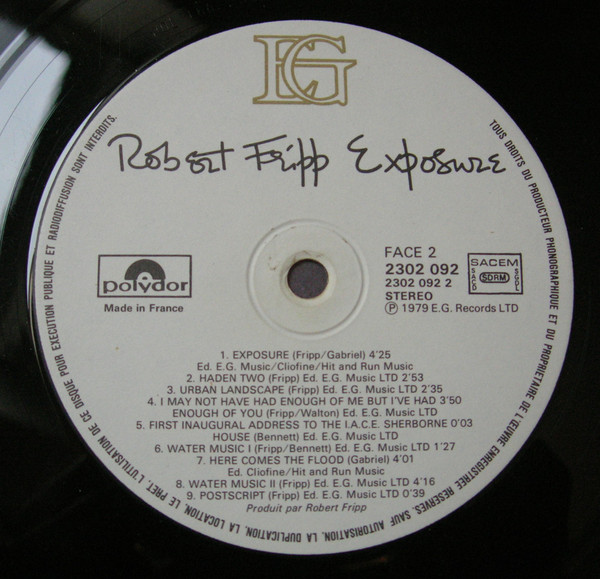 EG
Robert Fripp Exposure
TOUS DROITS DU PRODUCTEUR PHONOGRAPHIQUE ET DU PROPRIETAIRE DE L'ŒUVRE ENREGISTREE RESERVES. SAUF AUTORISATION, LA DUPLICATION, LA LOCATION, LE PRET, L'UTILISATION DE CE DISQUE POUR EXECUTION PUBLIQUE ET RADIODIFFUSION SONT INTERDITS.
polydor
Made in France
FACE 2
2302 092
2302 092 2
STEREO
Ⓟ 1979 E.G. Records LTD
SACEM
SACD
SDRM
SGDL
1. EXPOSURE (Fripp/Gabriel) 4'25
Ed. E.G. Music/Cliofine/Hit and Run Music
2. HADEN TWO (Fripp) Ed. E.G. Music LTD 2'53
3. URBAN LANDSCAPE (Fripp) Ed. E.G. Music LTD 2'35
4. I MAY NOT HAVE HAD ENOUGH OF ME BUT I'VE HAD 3'50
ENOUGH OF YOU (Fripp/Walton) Ed. E.G. Music LTD
5. FIRST INAUGURAL ADDRESS TO THE I.A.C.E. SHERBORNE 0'03
HOUSE (Bennett) Ed. E.G. Music LTD
6. WATER MUSIC I (Fripp/Bennett) Ed. E.G. Music LTD 1'27
7. HERE COMES THE FLOOD (Gabriel) 4'01
Ed. Cliofine/Hit and Run Music
8. WATER MUSIC II (Fripp) Ed. E.G. Music LTD 4'16
9. POSTSCRIPT (Fripp) Ed. E.G. Music LTD 0'39
Produit par Robert Fripp